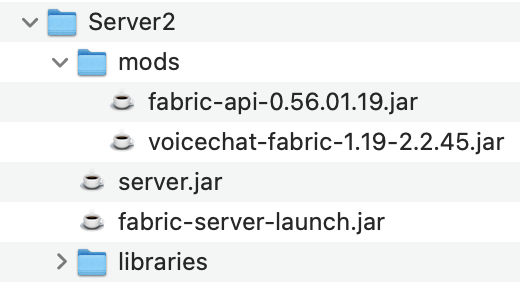 Server2
mods
fabric-api-0.56.01.19.jar
voicechat-fabric-1.19-2.2.45.jar
server.jar
fabric-server-launch.jar
libraries